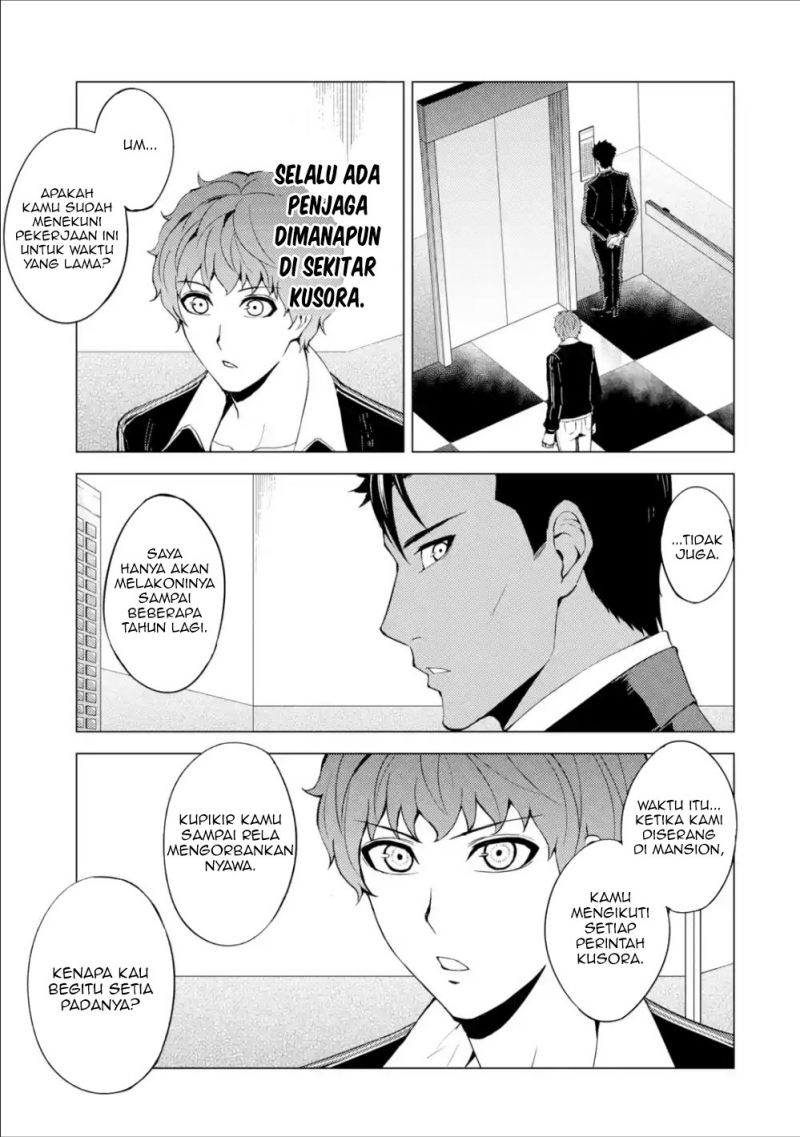 SELALU ADA
PENJAGA
DIMANAPUN
DI SEKITAR
KUSORA.
UM...
APAKAH
KAMU SUDAH
MENEKUNI
PEKERJAAN INI
UNTUK WAKTU
YANG LAMA?
...TIDAK
JUGA.
SAYA
HANYA AKAN
MELAKONINYA
SAMPAI
BEBERAPA
TAHUN LAGI.
WAKTU ITU...
KETIKA KAMI
DISERANG
DI MANSION,
KAMU
MENGIKUTI
SETIAP
PERINTAH
KUSORA.
KUPIKIR KAMU
SAMPAI RELA
MENGORBANKAN
NYAWA.
KENAPA KAU
BEGITU SETIA
PADANYA?